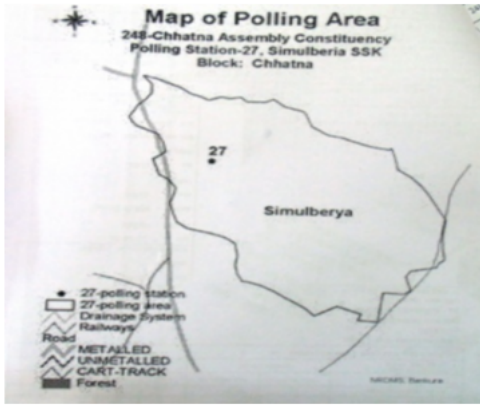 Map of Polling Area
248-Chhatna Assembly Constituency
Polling Station-27, Simulberia SSK
Block: Chhatna
27
Simulberya
27-polling station
27-polling area
Drainage System
Railways
Road
METALLED
UNMETALLED
CART-TRACK
Forest